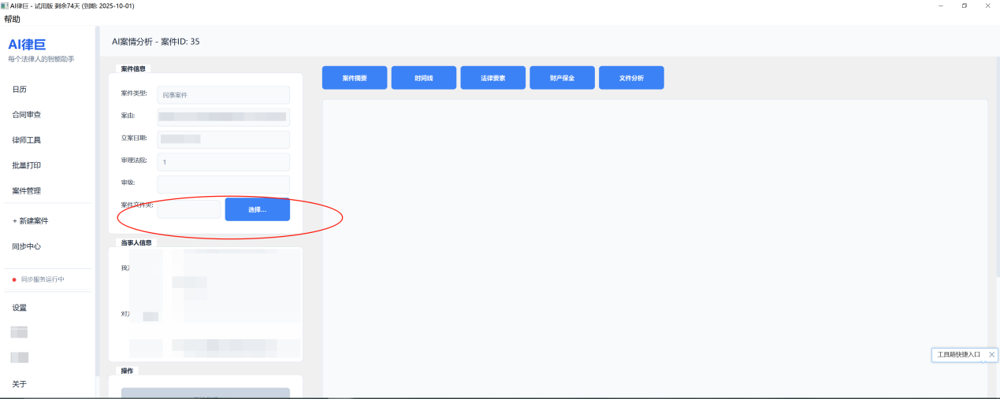 AI律巨 - 试用版 剩余74天 (到期: 2025-10-01)
帮助
AI律巨
每个法律人的智能助手
日历
合同审查
律师工具
批量打印
案件管理
+ 新建案件
同步中心
同步服务运行中
设置
关于
AI案情分析 - 案件ID: 35
案件信息
案件类型: 民事案件
案由:
立案日期:
审理法院: 1
审级:
案件文件夹: 选择...
当事人信息
我
对
操作
案件摘要 时间线 法律要素 财产保全 文件分析
工具箱快捷入口